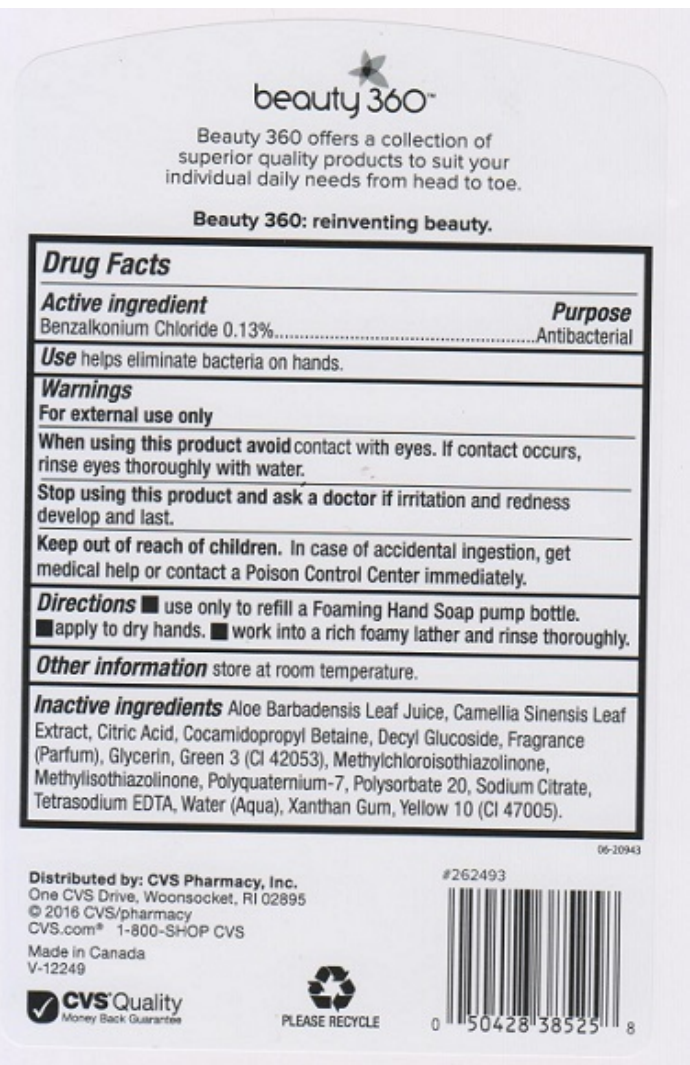 beauty 360™
Beauty 360 offers a collection of
superior quality products to suit your
individual daily needs from head to toe.
Beauty 360: reinventing beauty.
Drug Facts
Active ingredient Purpose
Benzalkonium Chloride 0.13%.......................................................Antibacterial
Use helps eliminate bacteria on hands.
Warnings
For external use only
When using this product avoid contact with eyes. If contact occurs,
rinse eyes thoroughly with water.
Stop using this product and ask a doctor if irritation and redness
develop and last.
Keep out of reach of children. In case of accidental ingestion, get
medical help or contact a Poison Control Center immediately.
Directions ■ use only to refill a Foaming Hand Soap pump bottle.
■ apply to dry hands. ■ work into a rich foamy lather and rinse thoroughly.
Other information store at room temperature.
Inactive ingredients Aloe Barbadensis Leaf Juice, Camellia Sinensis Leaf
Extract, Citric Acid, Cocamidopropyl Betaine, Decyl Glucoside, Fragrance
(Parfum), Glycerin, Green 3 (CI 42053), Methylchloroisothiazolinone,
Methylisothiazolinone, Polyquaternium-7, Polysorbate 20, Sodium Citrate,
Tetrasodium EDTA, Water (Aqua), Xanthan Gum, Yellow 10 (CI 47005).
06-20943
Distributed by: CVS Pharmacy, Inc.
One CVS Drive, Woonsocket, RI 02895
© 2016 CVS/pharmacy
CVS.com® 1-800-SHOP CVS
Made in Canada
V-12249
CVS Quality
Money Back Guarantee
PLEASE RECYCLE
#262493
0 50428 38525 8